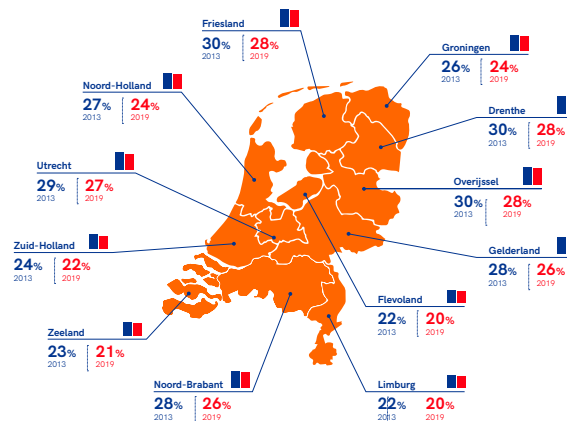 Friesland
30% 28%
2013 2019
Groningen
26% 24%
2013 2019
Noord-Holland
27% 24%
2013 2019
Drenthe
30% 28%
2013 2019
Utrecht
29% 27%
2013 2019
Overijssel
30% 28%
2013 2019
Zuid-Holland
24% 22%
2013 2019
Gelderland
28% 26%
2013 2019
Flevoland
22% 20%
2013 2019
Zeeland
23% 21%
2013 2019
Noord-Brabant
28% 26%
2013 2019
Limburg
22% 20%
2013 2019